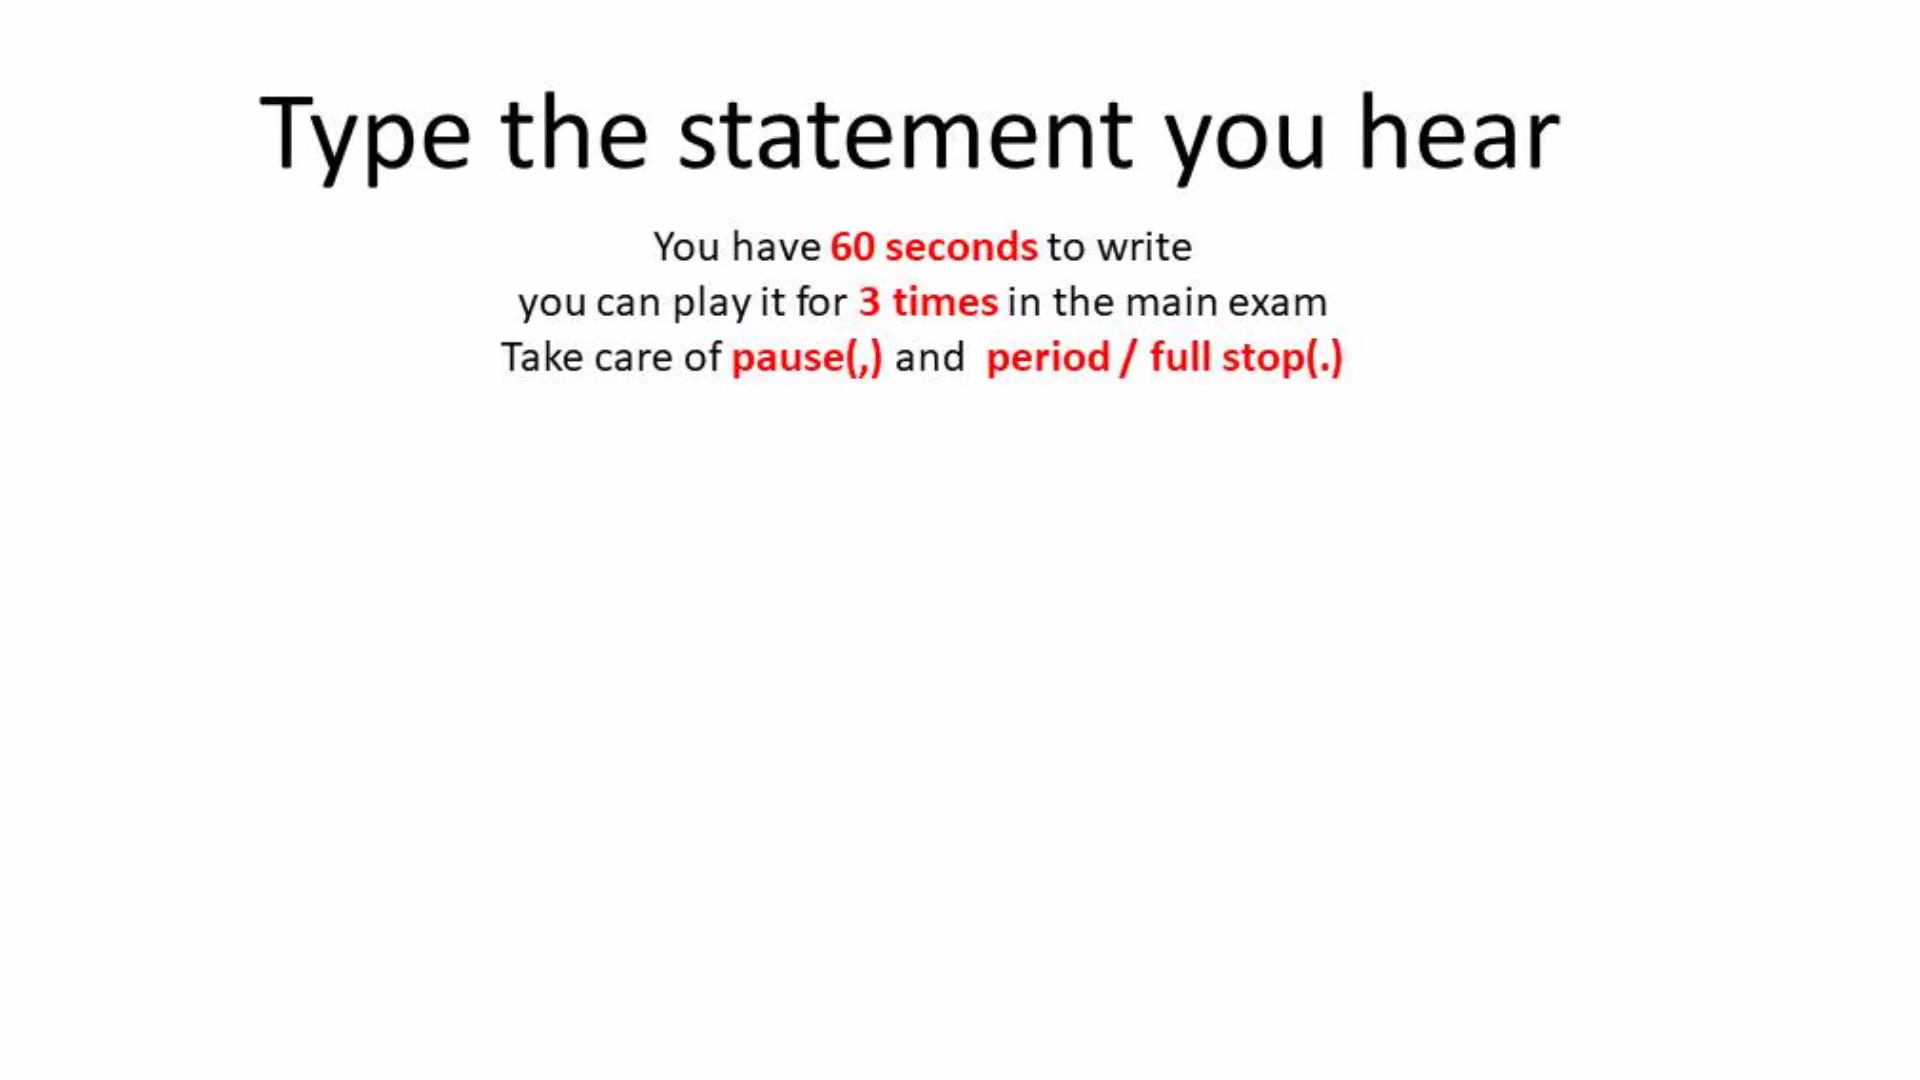 Type the statement you hear
You have 60 seconds to write
you can play it for 3 times in the main exam
Take care of pause(,) and period / full stop(.)